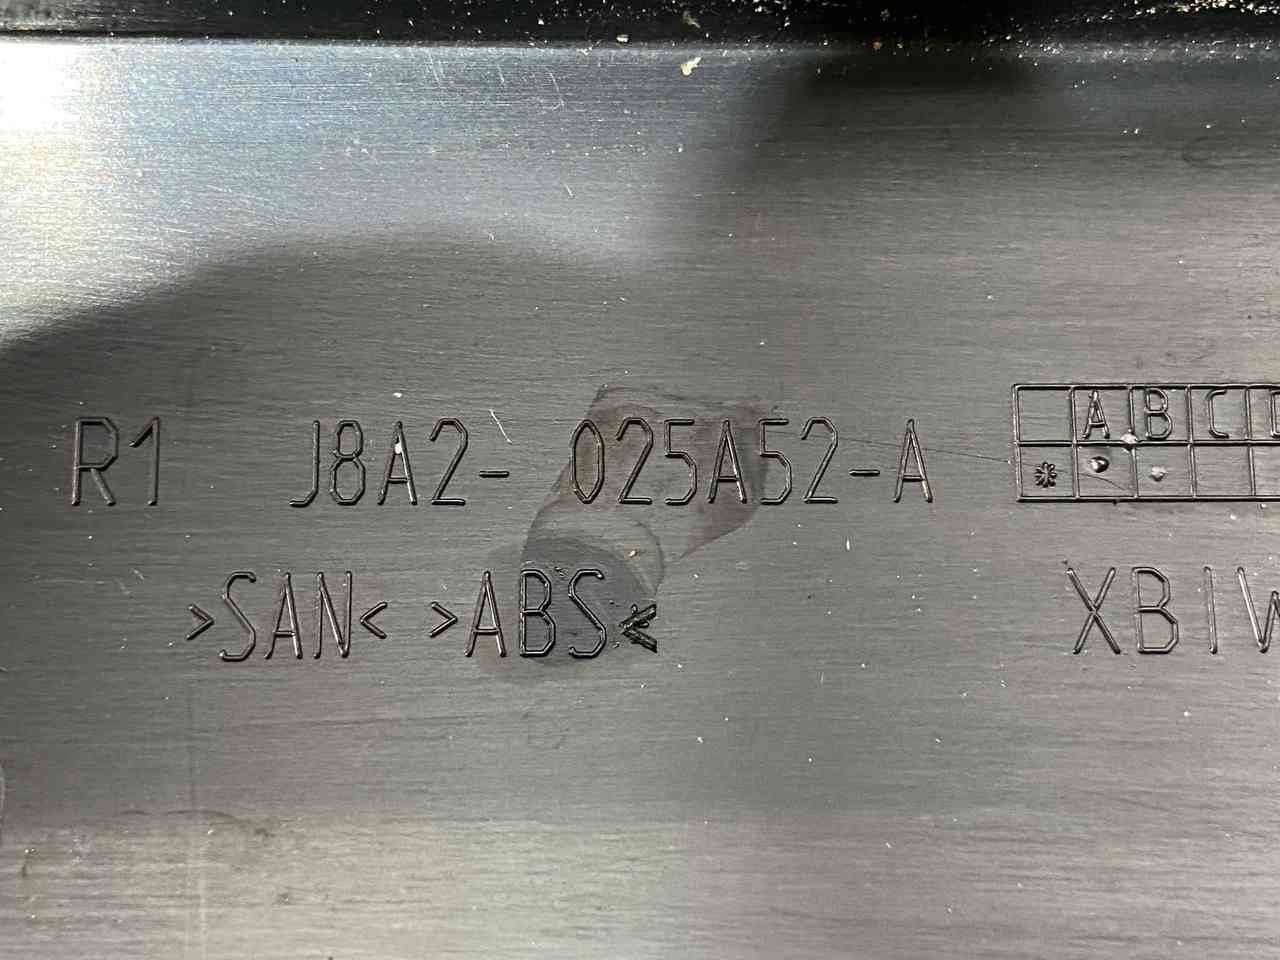 R1 J8A2-025A52-A
A B C
*
>SAN< >ABS<
XBIW